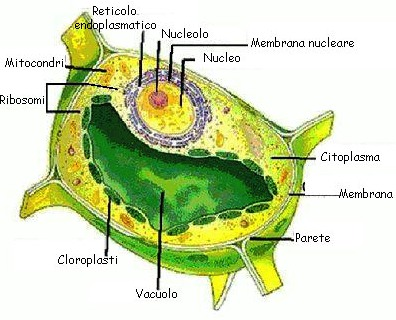 Reticolo
endoplasmatico
Nucleolo
Membrana nucleare
Nucleo
Mitocondri
Ribosomi
Citoplasma
Membrana
Parete
Cloroplasti
Vacuolo